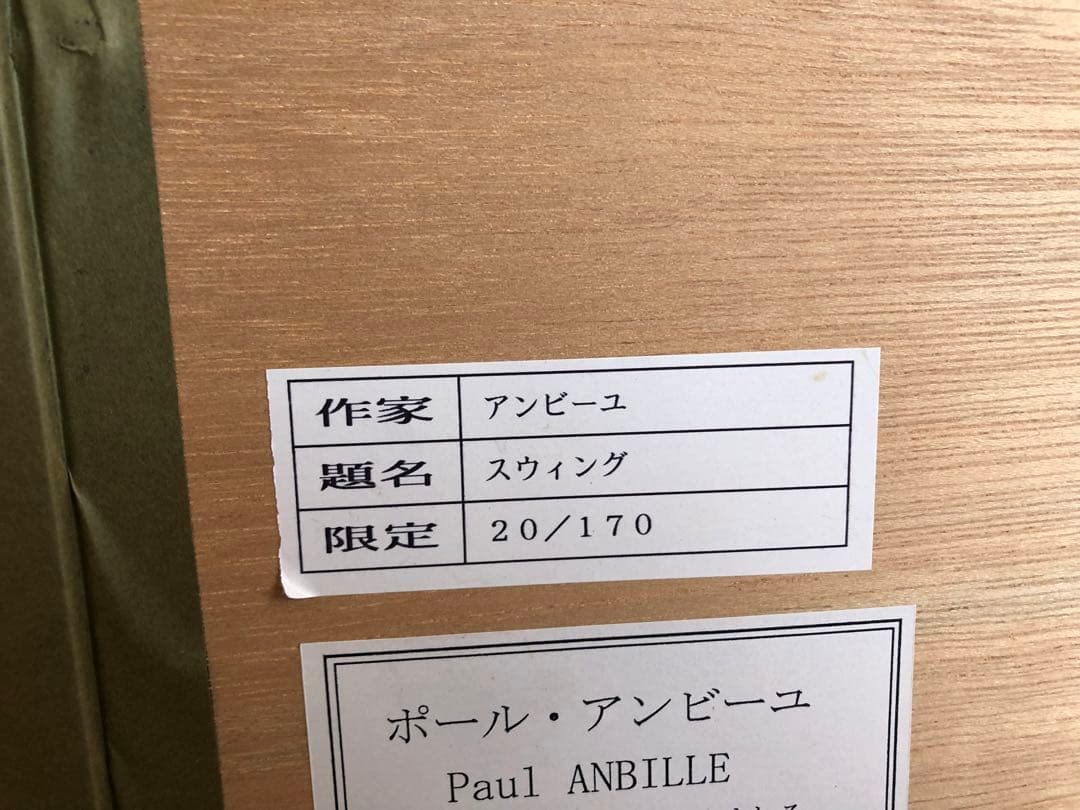 作家 アンビーユ
題名 スウィング
限定 20/170
ポール・アンビーユ
Paul ANBILLE